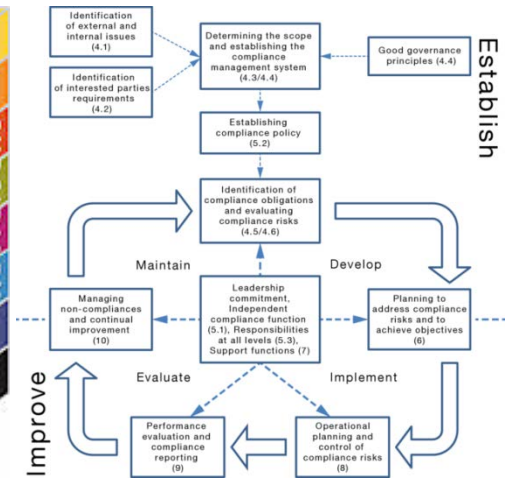 Identification
of external and
internal issues
(4.1)
Determining the scope
and establishing the
compliance
management system
(4.3/4.4)
Good governance
principles (4.4)
Identification
of interested parties
requirements
(4.2)
Establish
Establishing
compliance policy
(5.2)
Identification of
compliance obligations
and evaluating
compliance risks
(4.5/4.6)
Maintain
Develop
Managing
non-compliances
and continual
improvement
(10)
Leadership
commitment,
Independent
compliance function
(5.1), Responsibilities
at all levels (5.3),
Support functions (7)
Planning to
address compliance
risks and to
achieve objectives
(6)
Evaluate
Implement
Improve
Performance
evaluation and
compliance
reporting
(9)
Operational
planning and
control of
compliance risks
(8)